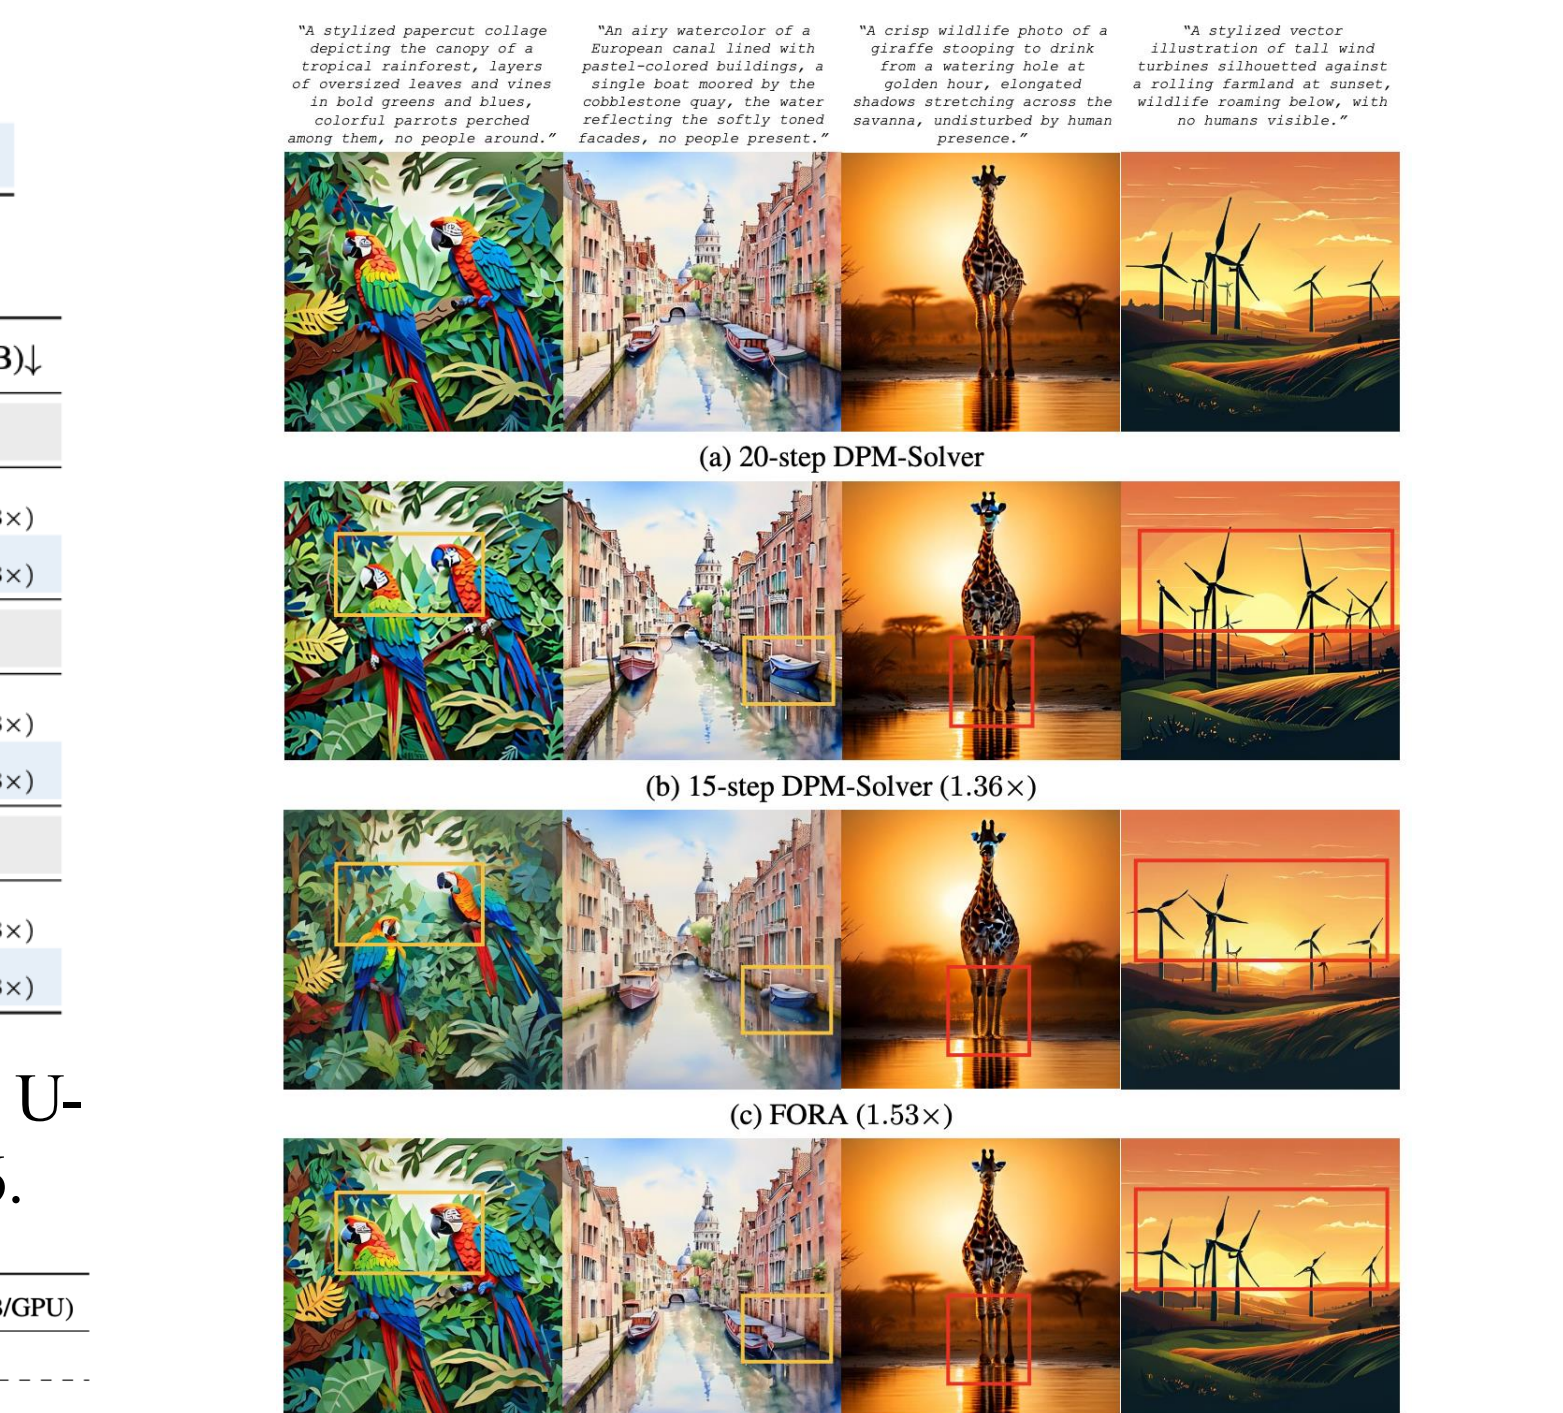 “A stylized papercut collage
depicting the canopy of a
tropical rainforest, layers
of oversized leaves and vines
in bold greens and blues,
colorful parrots perched
among them, no people around.”
“An airy watercolor of a
European canal lined with
pastel-colored buildings, a
single boat moored by the
cobblestone quay, the water
reflecting the softly toned
facades, no people present.”
“A crisp wildlife photo of a
giraffe stooping to drink
from a watering hole at
golden hour, elongated
shadows stretching across the
savanna, undisturbed by human
presence.”
“A stylized vector
illustration of tall wind
turbines silhouetted against
a rolling farmland at sunset,
wildlife roaming below, with
no humans visible.”
(a) 20-step DPM-Solver
(b) 15-step DPM-Solver (1.36×)
(c) FORA (1.53×)
)↓
×)
×)
×)
×)
×)
×)
U-
/GPU)